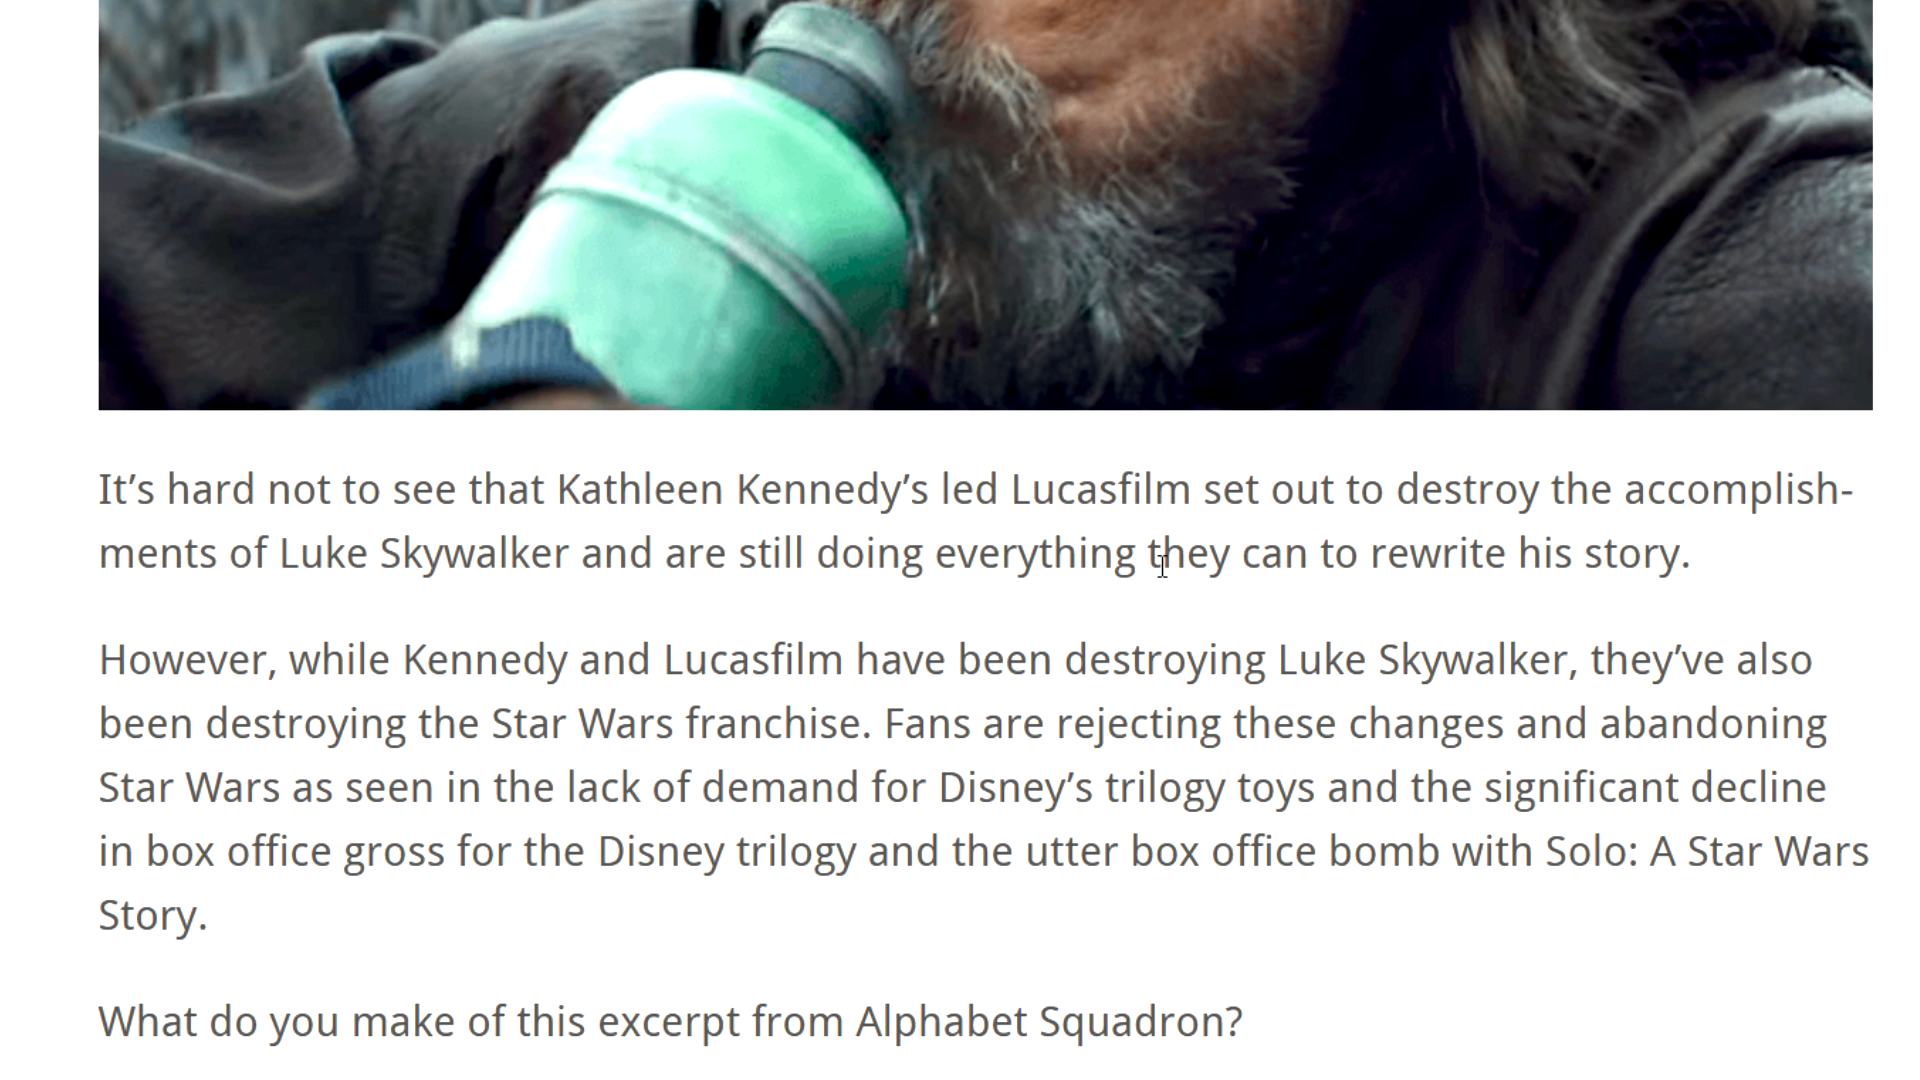 It’s hard not to see that Kathleen Kennedy’s led Lucasfilm set out to destroy the accomplish-
ments of Luke Skywalker and are still doing everything they can to rewrite his story.
However, while Kennedy and Lucasfilm have been destroying Luke Skywalker, they’ve also
been destroying the Star Wars franchise. Fans are rejecting these changes and abandoning
Star Wars as seen in the lack of demand for Disney’s trilogy toys and the significant decline
in box office gross for the Disney trilogy and the utter box office bomb with Solo: A Star Wars
Story.
What do you make of this excerpt from Alphabet Squadron?